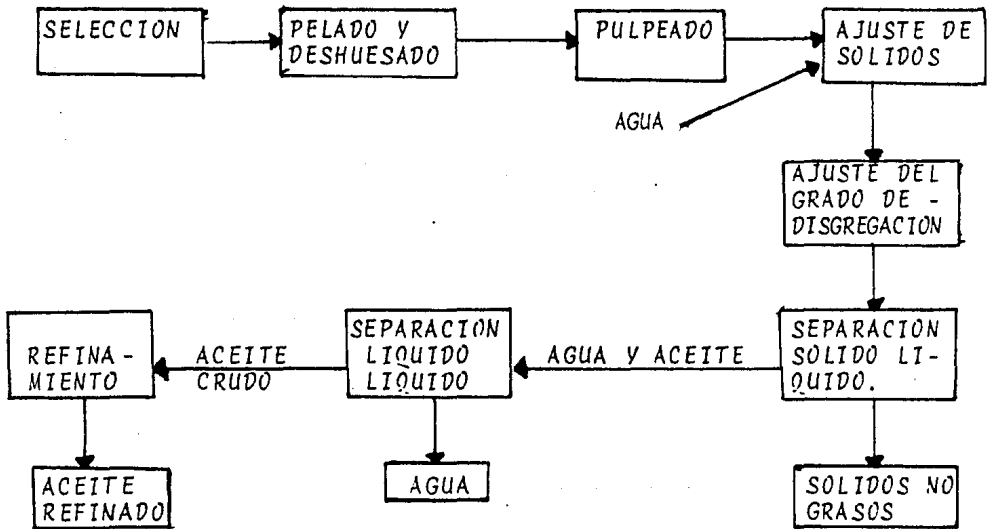 SELECCION
PELADO Y
DESHUESADO
PULPEADO
AJUSTE DE
SOLIDOS
AGUA
AJUSTE DEL
GRADO DE -
DISGREGACION
SEPARACION
SOLIDO LI-
QUIDO.
AGUA Y ACEITE
SEPARACION
LIQUIDO
LIQUIDO
ACEITE
CRUDO
REFINA-
MIENTO
ACEITE
REFINADO
AGUA
SOLIDOS NO
GRASOS